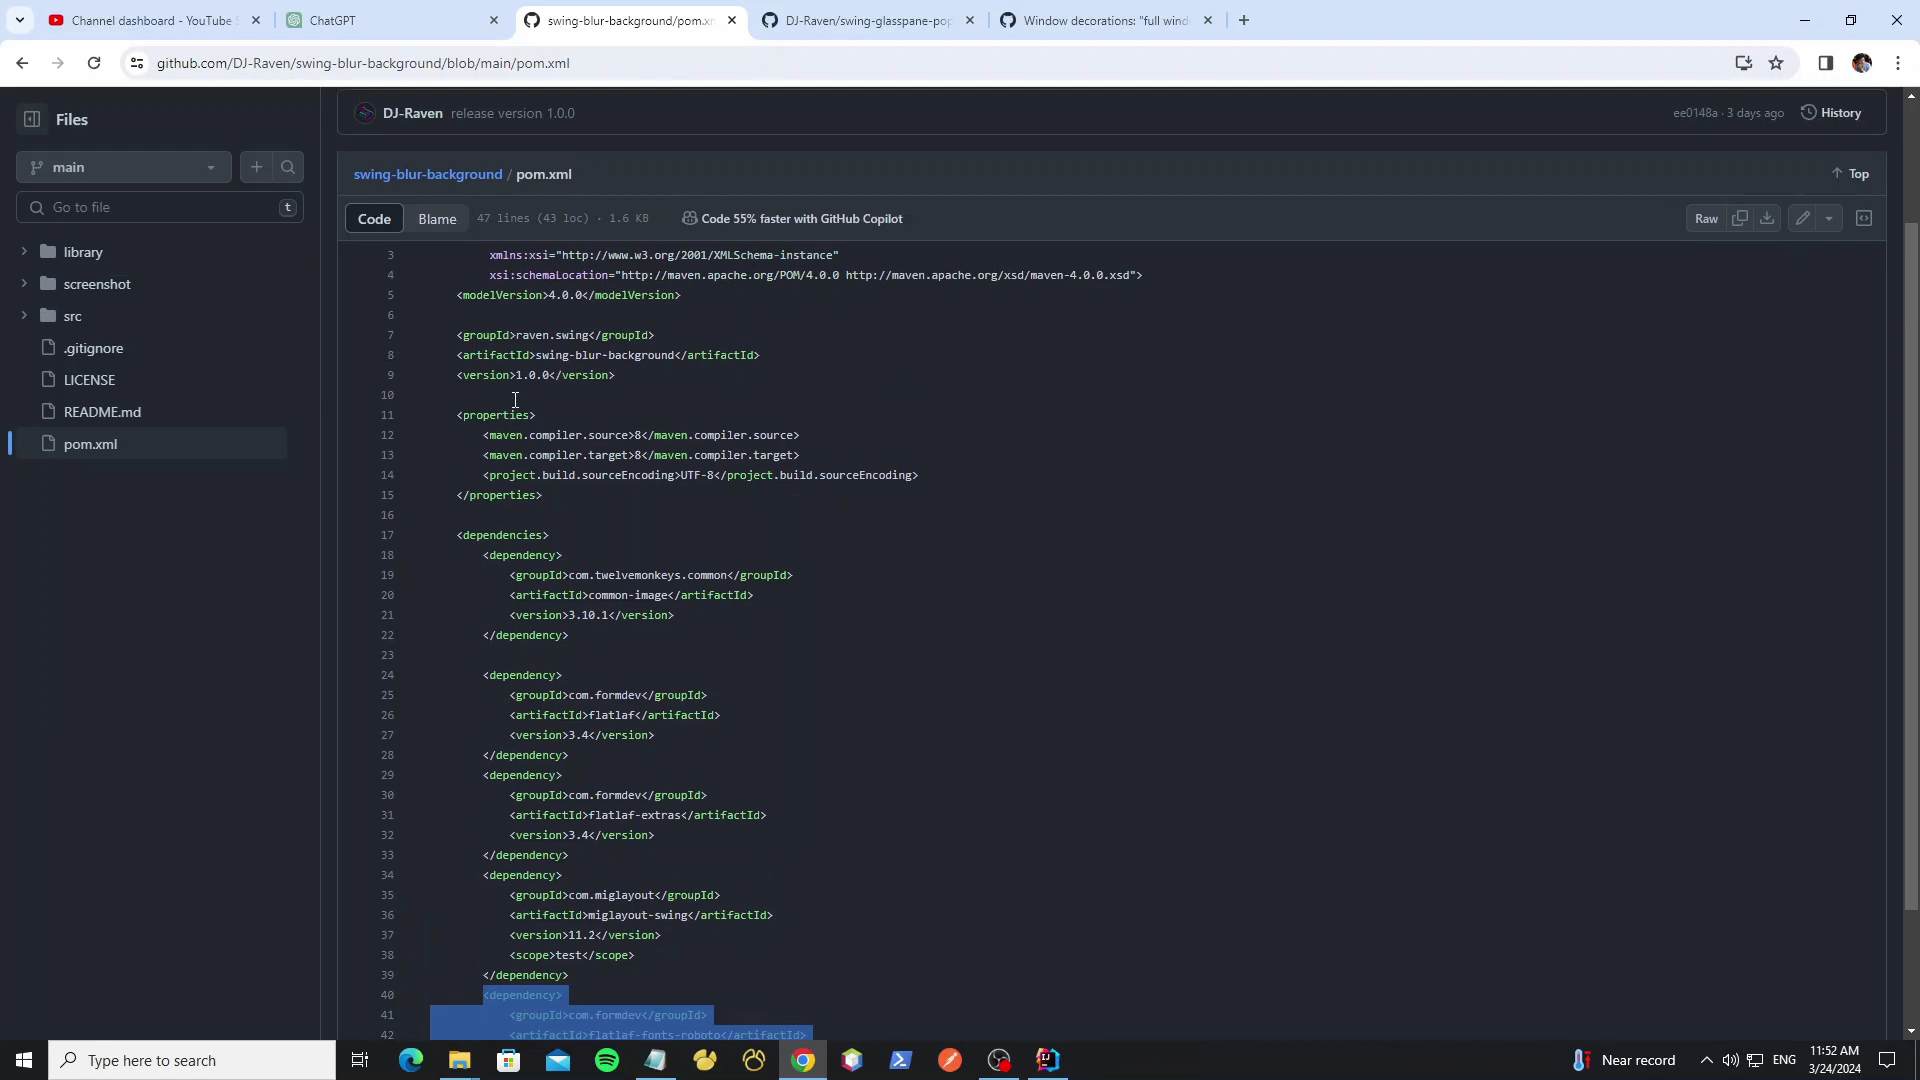 Channel dashboard - YouTube
ChatGPT
swing-blur-background/pom.xm
DJ-Raven/swing-glasspane-pop
Window decorations: "full wind
github.com/DJ-Raven/swing-blur-background/blob/main/pom.xml
Files
DJ-Raven release version 1.0.0
ee0148a · 3 days ago
History
main
Go to file
t
library
screenshot
src
.gitignore
LICENSE
README.md
pom.xml
swing-blur-background / pom.xml
Top
Code
Blame
47 lines (43 loc) · 1.6 KB
Code 55% faster with GitHub Copilot
Raw
3 xmlns:xsi="http://www.w3.org/2001/XMLSchema-instance"
4 xsi:schemaLocation="http://maven.apache.org/POM/4.0.0 http://maven.apache.org/xsd/maven-4.0.0.xsd">
5 <modelVersion>4.0.0</modelVersion>
6
7 <groupId>raven.swing</groupId>
8 <artifactId>swing-blur-background</artifactId>
9 <version>1.0.0</version>
10
11 <properties>
12 <maven.compiler.source>8</maven.compiler.source>
13 <maven.compiler.target>8</maven.compiler.target>
14 <project.build.sourceEncoding>UTF-8</project.build.sourceEncoding>
15 </properties>
16
17 <dependencies>
18 <dependency>
19 <groupId>com.twelvemonkeys.common</groupId>
20 <artifactId>common-image</artifactId>
21 <version>3.10.1</version>
22 </dependency>
23
24 <dependency>
25 <groupId>com.formdev</groupId>
26 <artifactId>flatlaf</artifactId>
27 <version>3.4</version>
28 </dependency>
29 <dependency>
30 <groupId>com.formdev</groupId>
31 <artifactId>flatlaf-extras</artifactId>
32 <version>3.4</version>
33 </dependency>
34 <dependency>
35 <groupId>com.miglayout</groupId>
36 <artifactId>miglayout-swing</artifactId>
37 <version>11.2</version>
38 <scope>test</scope>
39 </dependency>
40 <dependency>
41 <groupId>com.formdev</groupId>
42 <artifactId>flatlaf-fonts-roboto</artifactId>
Type here to search
Near record
ENG
11:52 AM
3/24/2024